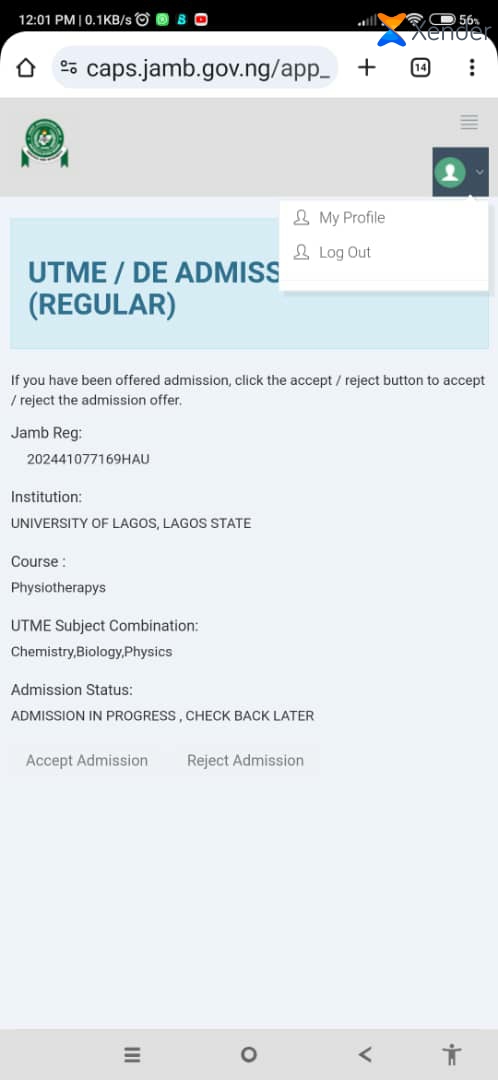 12:01 PM | 0.1KB/s
56%
Xender
caps.jamb.gov.ng/app_
14
My Profile
Log Out
UTME / DE ADMISS
(REGULAR)
If you have been offered admission, click the accept / reject button to accept
/ reject the admission offer.
Jamb Reg:
202441077169HAU
Institution:
UNIVERSITY OF LAGOS, LAGOS STATE
Course :
Physiotherapys
UTME Subject Combination:
Chemistry,Biology,Physics
Admission Status:
ADMISSION IN PROGRESS , CHECK BACK LATER
Accept Admission Reject Admission